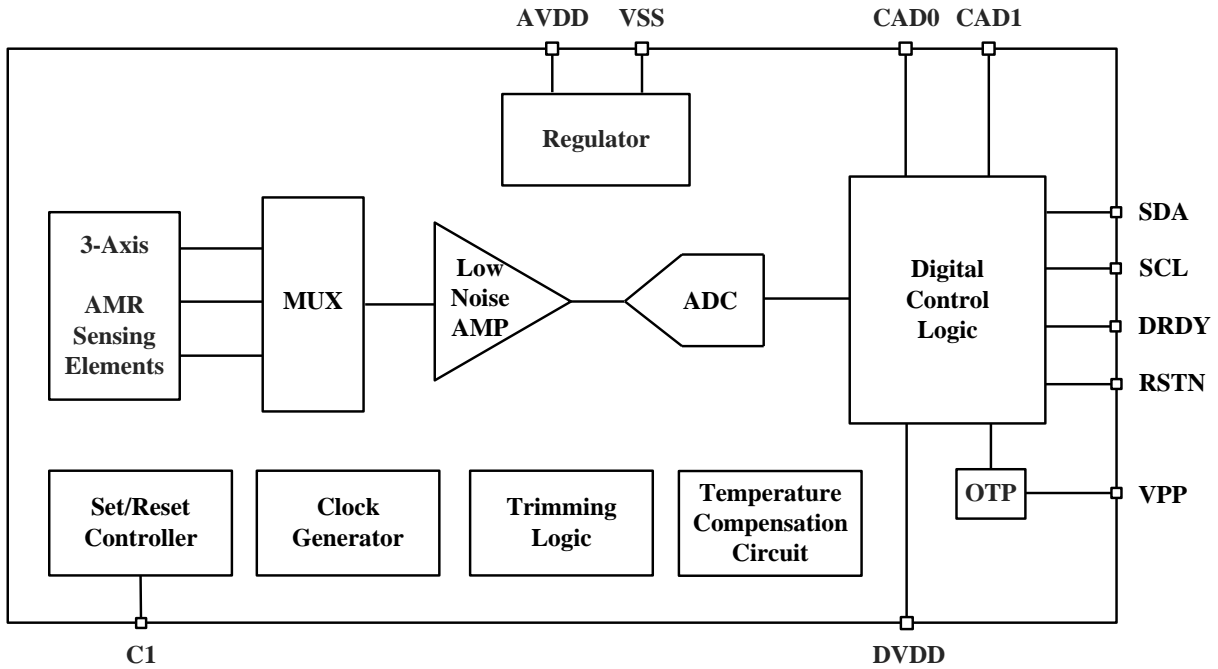 AVDD VSS CAD0 CAD1
Regulator
3-Axis
AMR
Sensing
Elements
MUX
Low
Noise
AMP
ADC
Digital
Control
Logic
SDA
SCL
DRDY
RSTN
OTP
VPP
Set/Reset
Controller
Clock
Generator
Trimming
Logic
Temperature
Compensation
Circuit
C1
DVDD